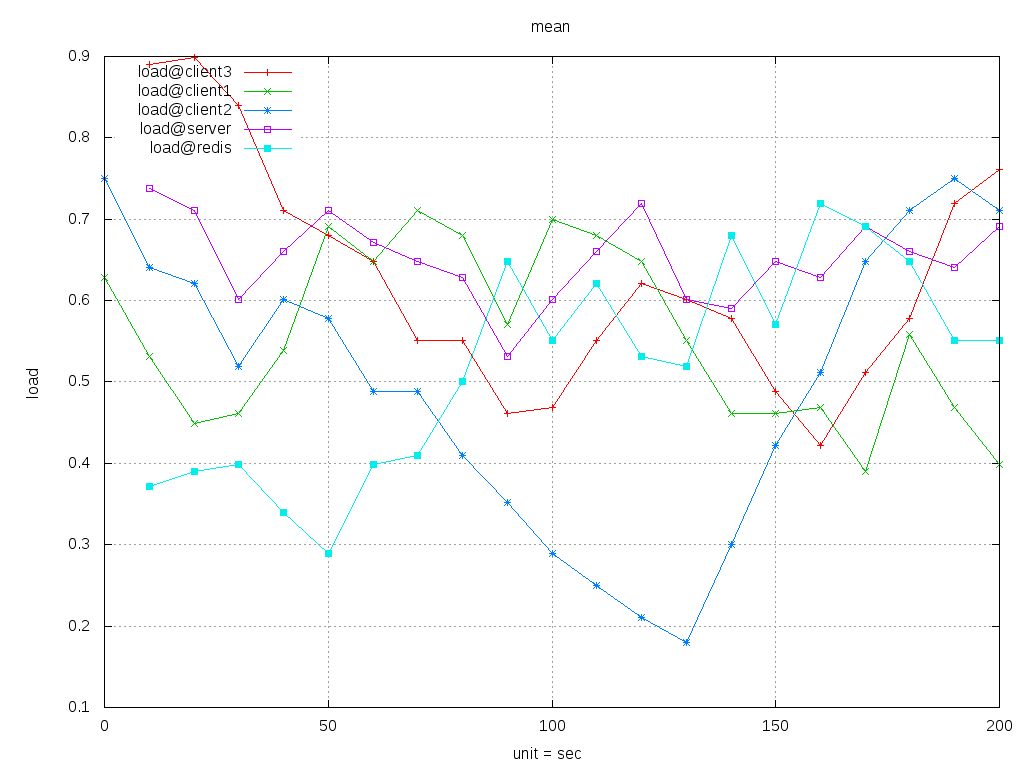 mean
0.9
0.8
0.7
0.6
0.5
0.4
0.3
0.2
0.1
load
load@client3
load@client1
load@client2
load@server
load@redis
0 50 100 150 200
unit = sec